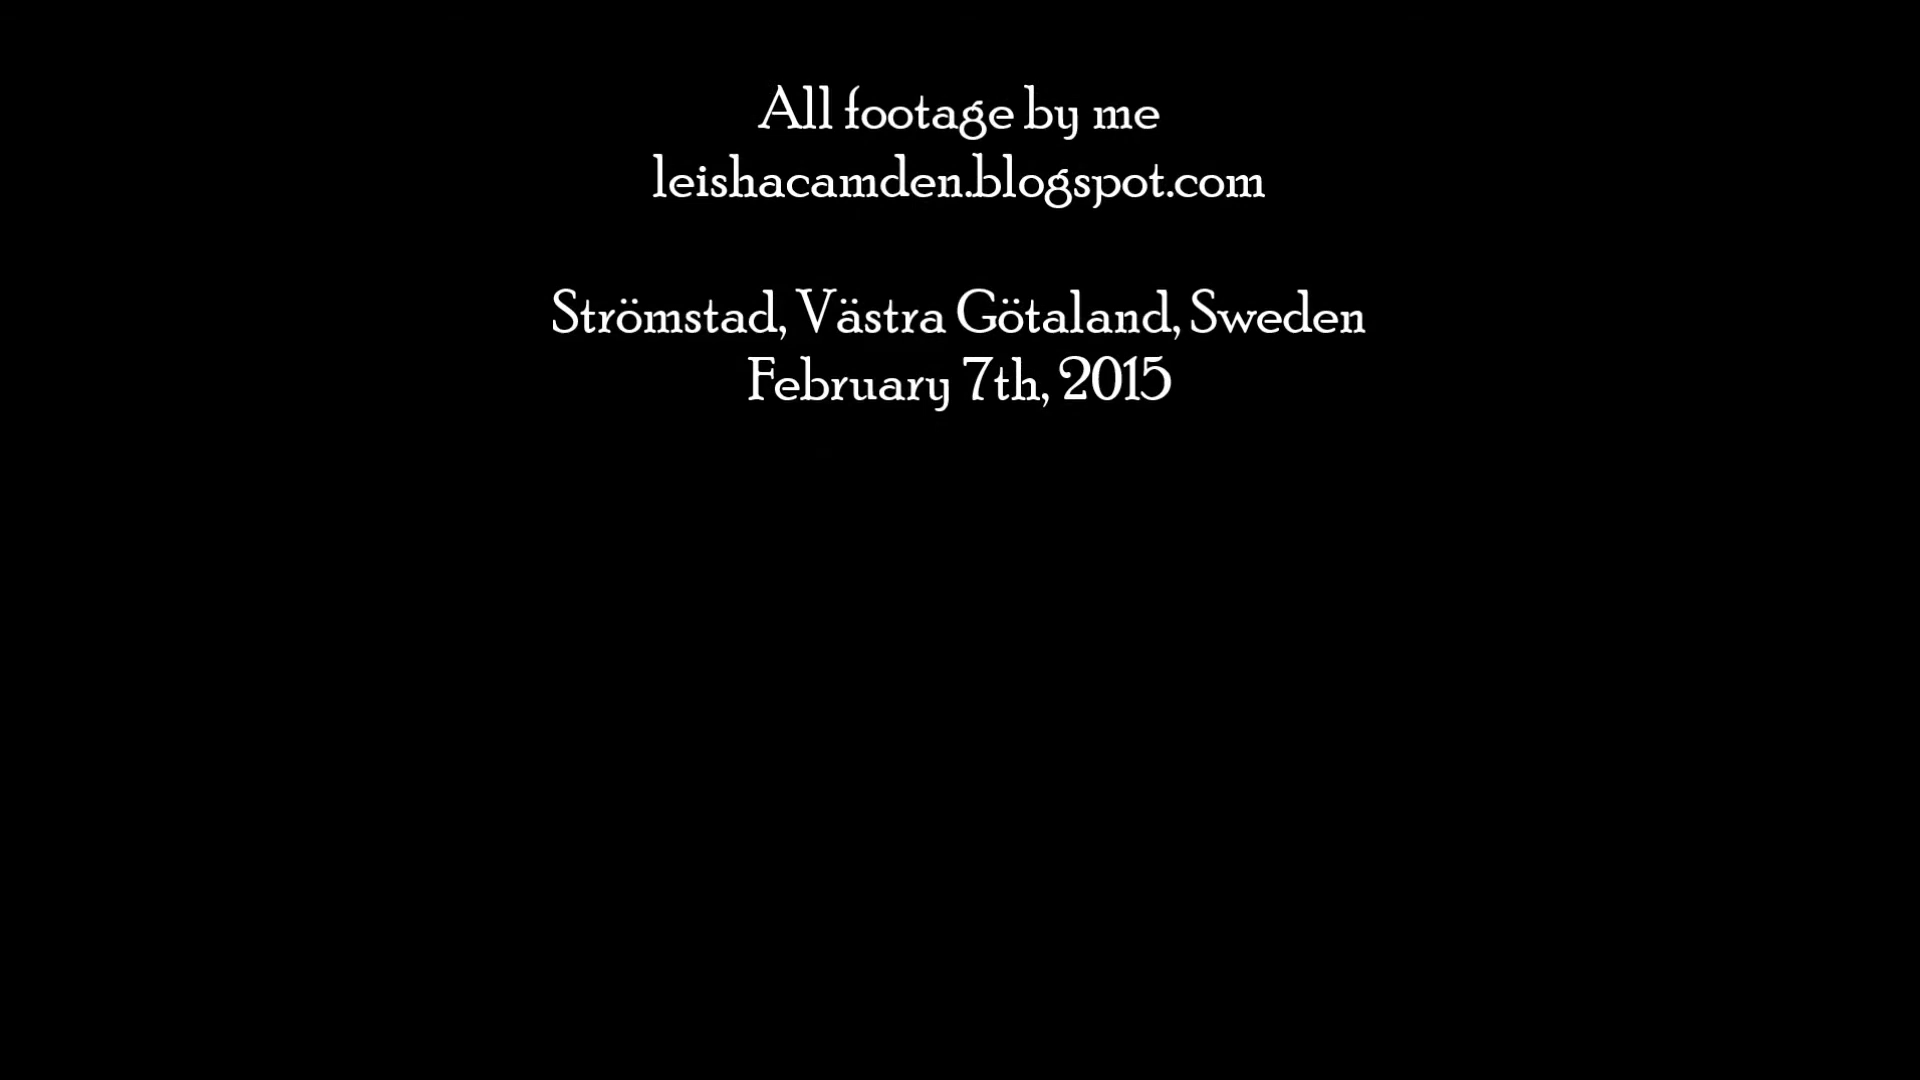 All footage by me
leishacamden.blogspot.com
Strömstad, Västra Götaland, Sweden
February 7th, 2015